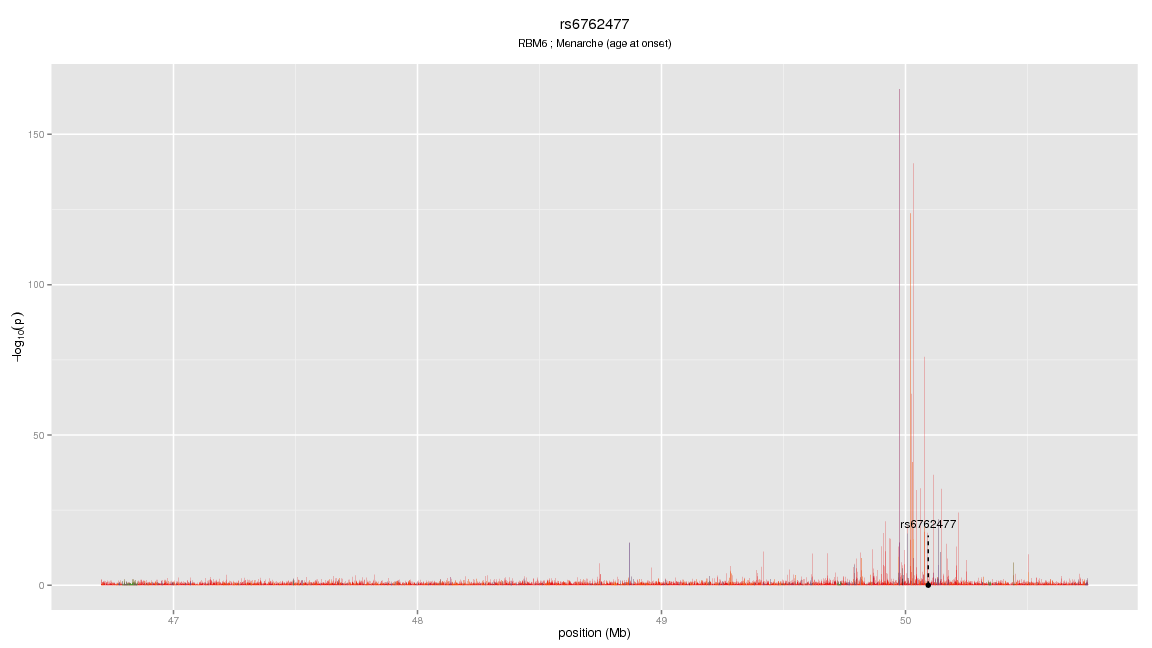 rs6762477
RBM6 ; Menarche (age at onset)
150
100
50
0
−log10(p)
rs6762477
47
48
49
50
position (Mb)